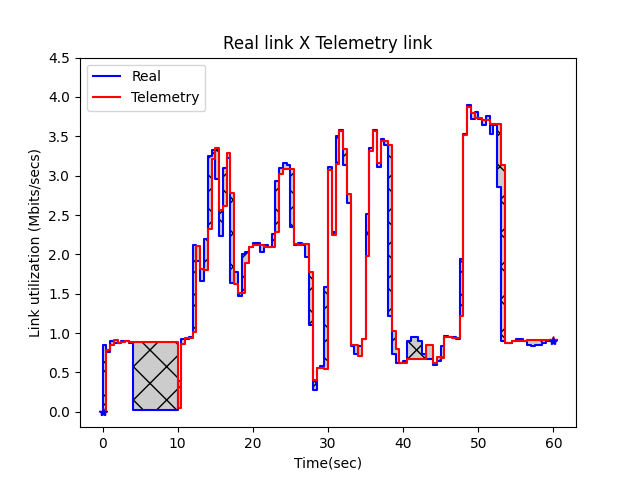 Real link X Telemetry link
Real
Telemetry
Link utilization (Mbits/secs)
4.5
4.0
3.5
3.0
2.5
2.0
1.5
1.0
0.5
0.0
0 10 20 30 40 50 60
Time(sec)